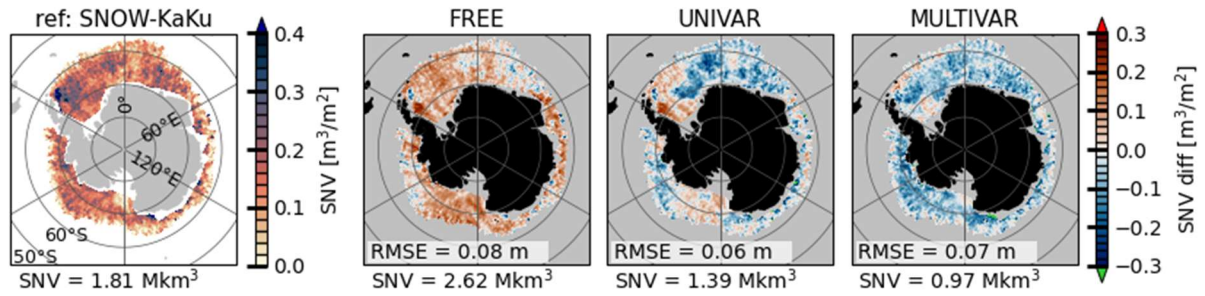 ref: SNOW-KaKu
0°
60°E
120°E
60°S
50°S
SNV = 1.81 Mkm³
0.4
0.3
0.2
0.1
0.0
SNV [m³/m²]
FREE
RMSE = 0.08 m
SNV = 2.62 Mkm³
UNIVAR
RMSE = 0.06 m
SNV = 1.39 Mkm³
MULTIVAR
RMSE = 0.07 m
SNV = 0.97 Mkm³
0.3
0.2
0.1
0.0
−0.1
−0.2
−0.3
SNV diff [m³/m²]